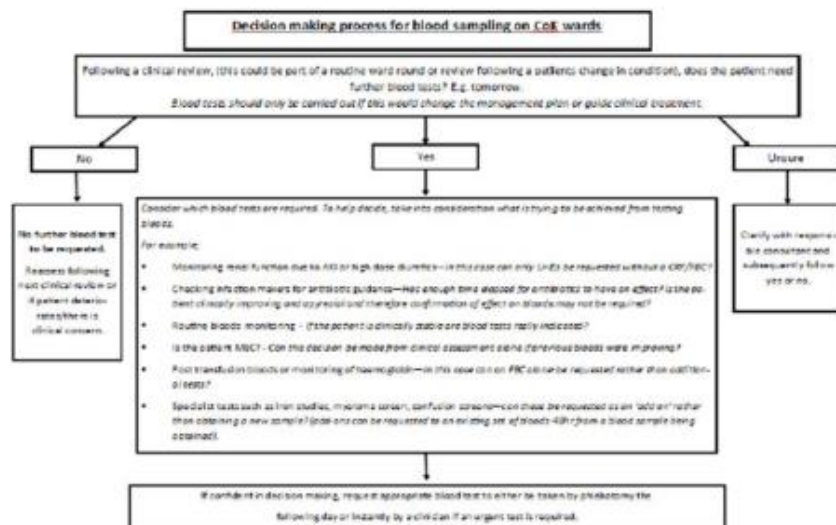 Decision making process for blood sampling on CoE wards
Following a clinical review, (this could be part of a routine ward round or review following a patients change in condition), does the patient need
further blood tests? E.g. tomorrow.
Blood tests should only be carried out if this would change the management plan or guide clinical treatment.
No
Yes
Unsure
No further blood test
to be requested.
Reassess following
next clinical review or
if patient deterio-
rates/there is
clinical concern.
Consider which blood tests are required. To help decide, take into consideration what is trying to be achieved from testing
bloods.
For example;
Monitoring renal function due to AKI or high dose diuretics—in this case can only U+Es be requested without a CRP/FBC?
Checking infection makers for antibiotic guidance—Has enough time elapsed for antibiotics to have an effect? Is the pa-
tient clinically improving and apyrexial and therefore confirmation of effect on bloods may not be required?
Routine bloods monitoring – if the patient is clinically stable are blood tests really indicated?
Is the patient - Can this decision be made from clinical assessment alone if previous bloods were improving?
Post transfusion bloods or monitoring of haemoglobin—in this case can an FBC alone be requested rather than addition-
al tests?
Specialist tests such as iron studies, myeloma screen, confusion screens—can these be requested as an 'add on' rather
than obtaining a new sample? (add-ons can be requested to an existing set of bloods from a blood sample being
obtained).
Clarify with responsi-
ble consultant and
subsequently follow
yes or no.
If confident in decision making, request appropriate blood test to either be taken by phlebotomy the
following day or instantly by a clinician if an urgent test is required.